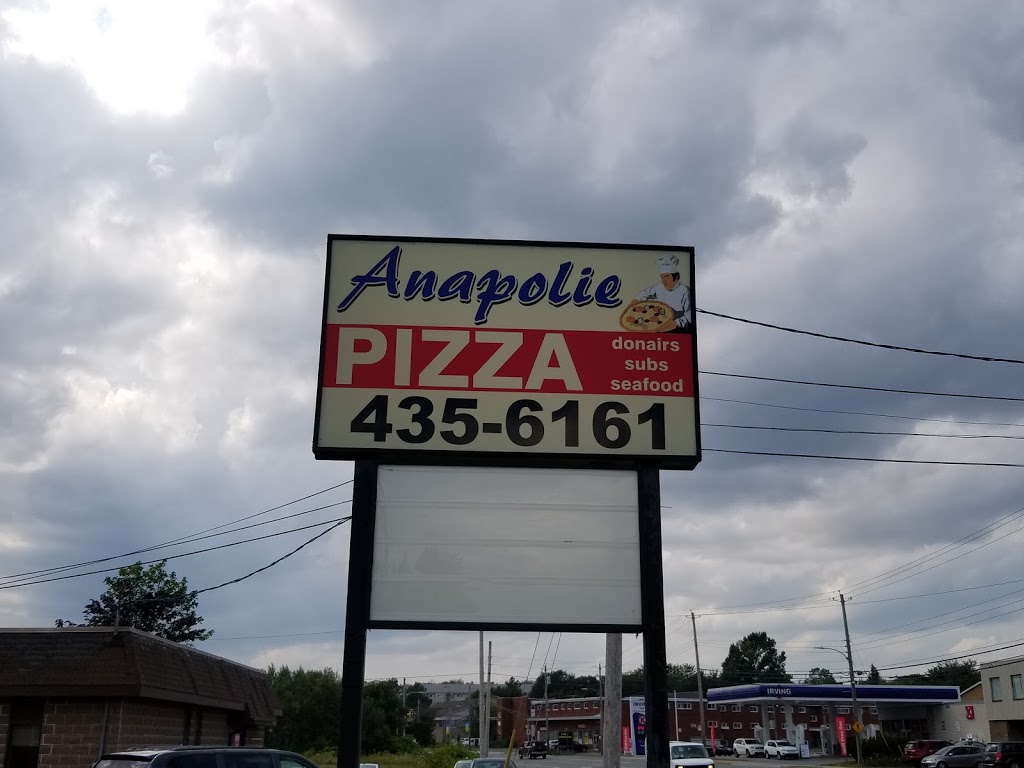 Anapolie
PIZZA
donairs
subs
seafood
435-6161
IRVING